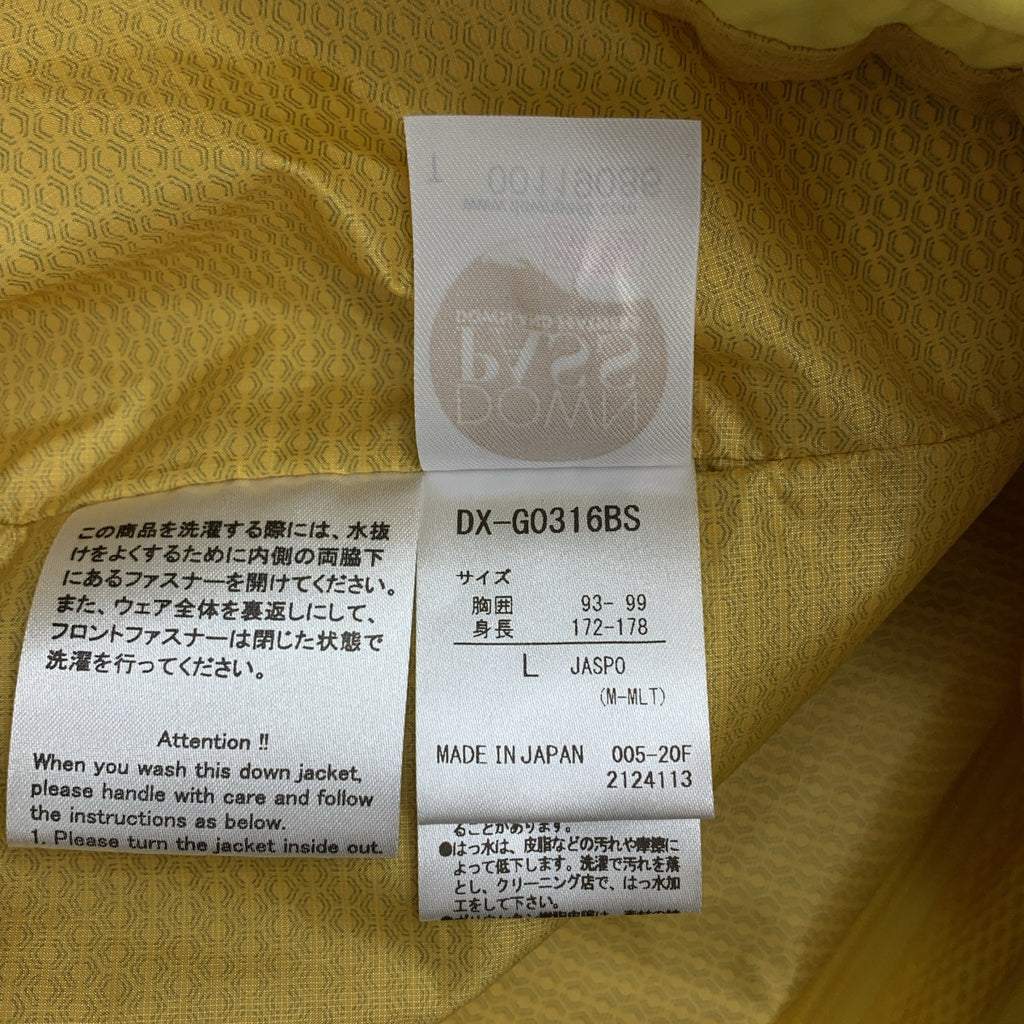 00119089
PASS
DOWN
この商品を洗濯する際には、水抜
けをよくするために内側の両脇下
にあるファスナーを開けてください。
また、ウェア全体を裏返しにして、
フロントファスナーは閉じた状態で
洗濯を行ってください。
Attention !!
When you wash this down jacket,
please handle with care and follow
the instructions as below.
1. Please turn the jacket inside out.
DX-G0316BS
サイズ
胸囲 93- 99
身長 172-178
L JASPO
(M-MLT)
MADE IN JAPAN 005-20F
2124113
ることがあります。
●はっ水は、皮脂などの汚れや摩擦に
よって低下します。洗濯で汚れを落
とし、クリーニング店で、はっ水加
工をして下さい。